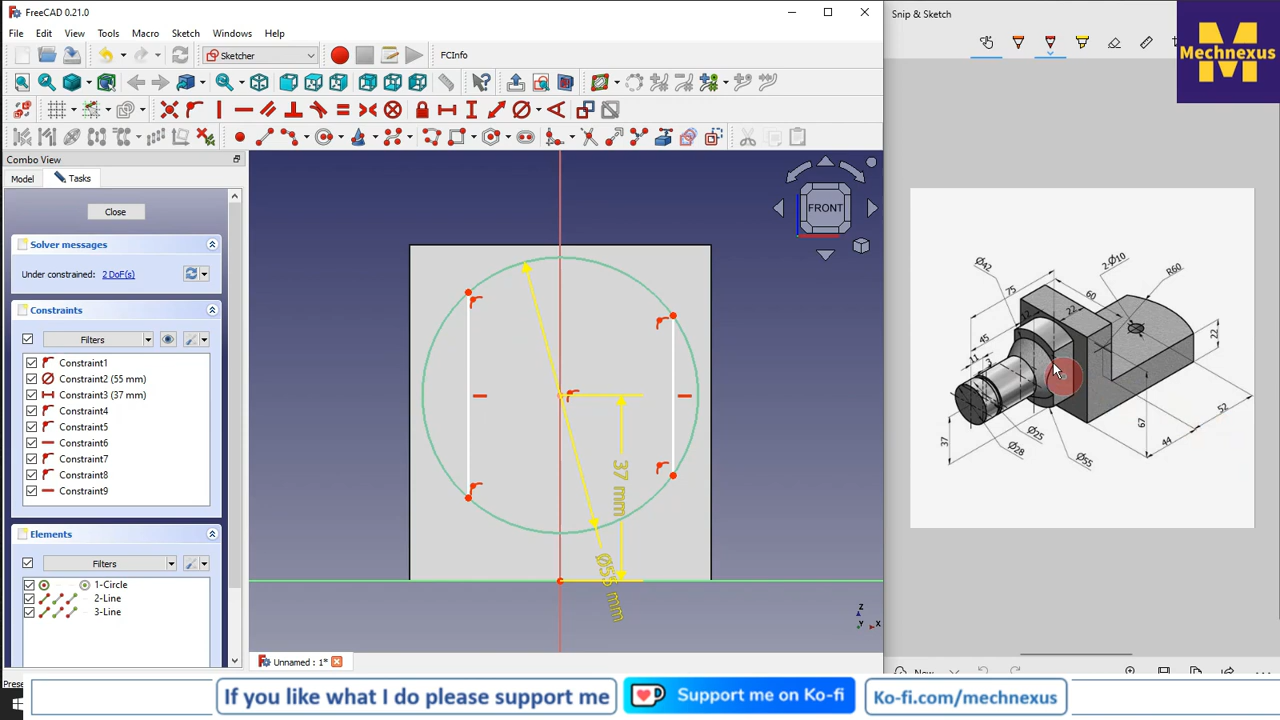 FreeCAD 0.21.0
File Edit View Tools Macro Sketch Windows Help
Sketcher
FCInfo
Combo View
Model
Tasks
Close
Solver messages
Under constrained: 2 DoF(s)
Constraints
Filters
Constraint1
Constraint2 (55 mm)
Constraint3 (37 mm)
Constraint4
Constraint5
Constraint6
Constraint7
Constraint8
Constraint9
Elements
Filters
1-Circle
2-Line
3-Line
FRONT
37 mm
Ø55 mm
Z
Y
X
Unnamed : 1*
Snip & Sketch
Mechnexus
Ø42
75
2.Ø10
R60
60
22
12
45
11
3
22
52
67
44
37
Ø25
Ø28
Ø55
New
If you like what I do please support me
Support me on Ko-fi
Ko-fi.com/mechnexus